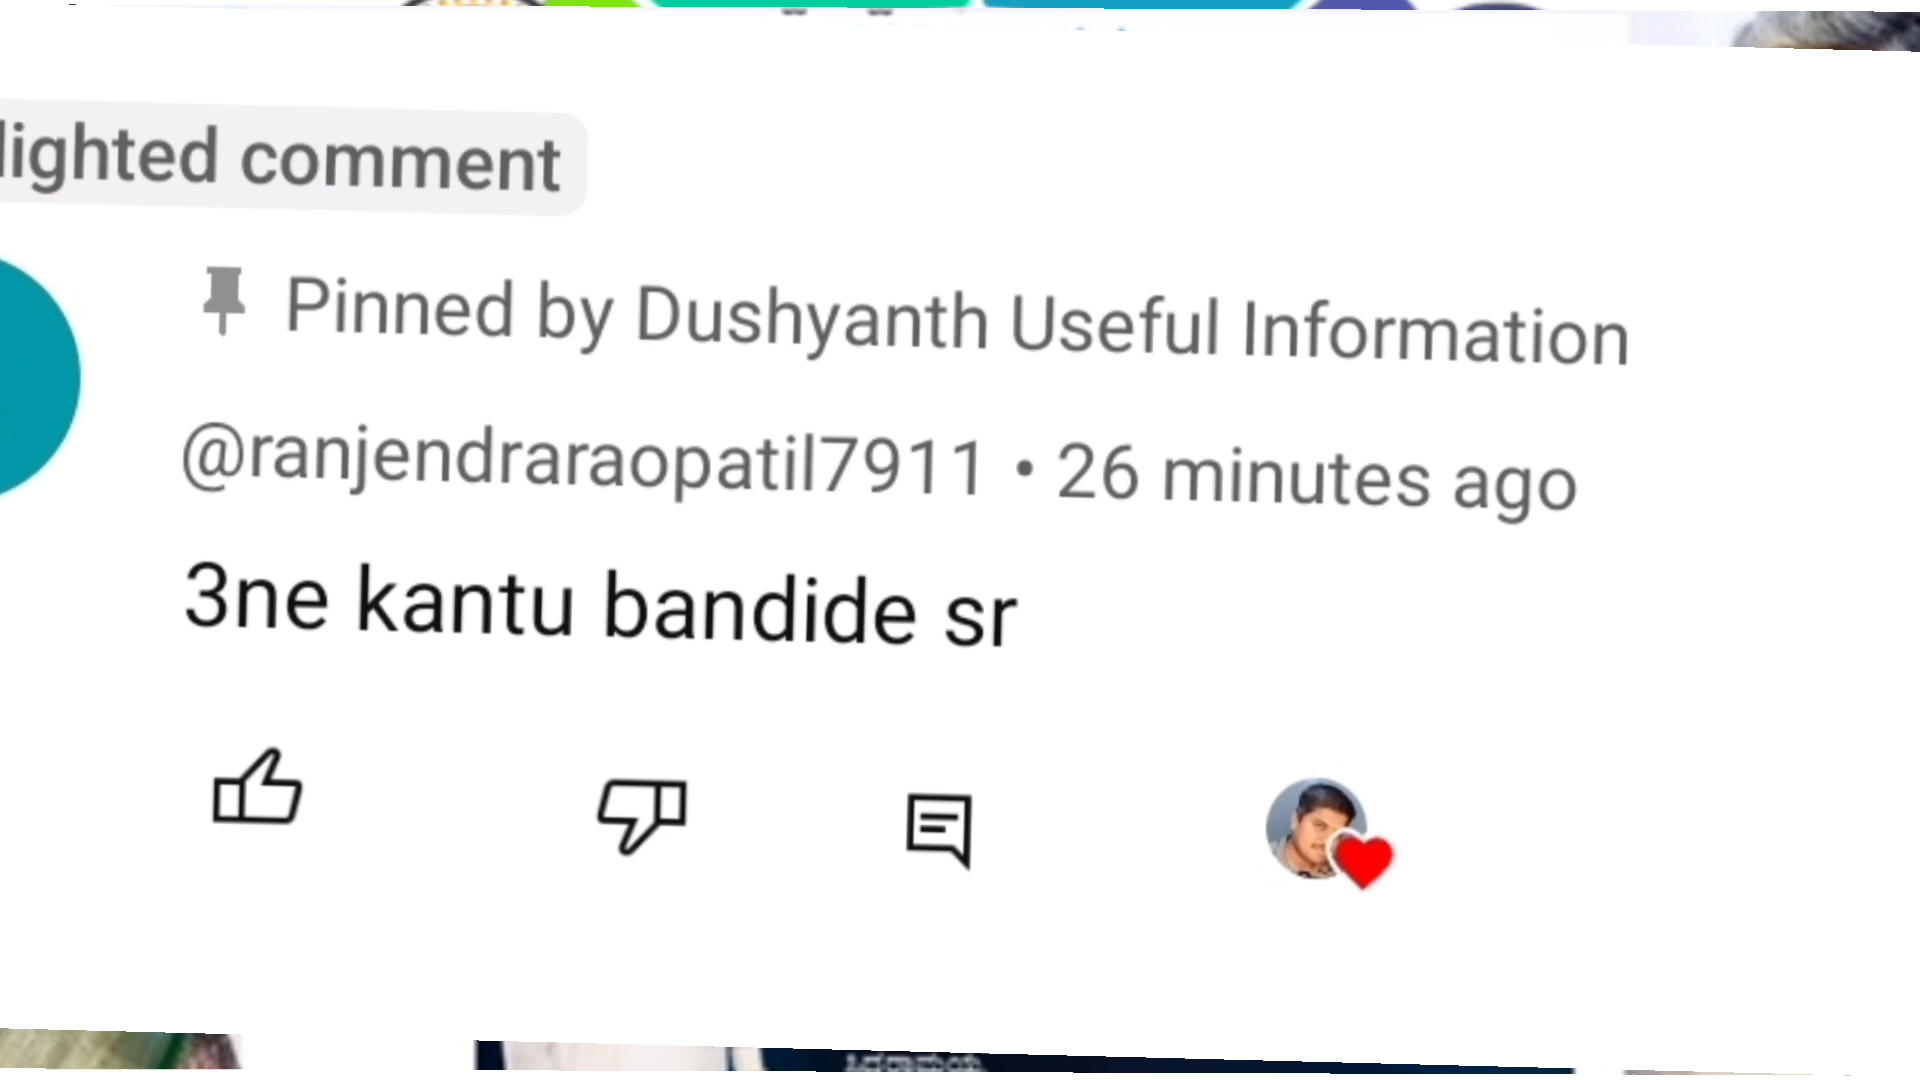 lighted comment
Pinned by Dushyanth Useful Information
@ranjendraraopatil7911 • 26 minutes ago
3ne kantu bandide sr